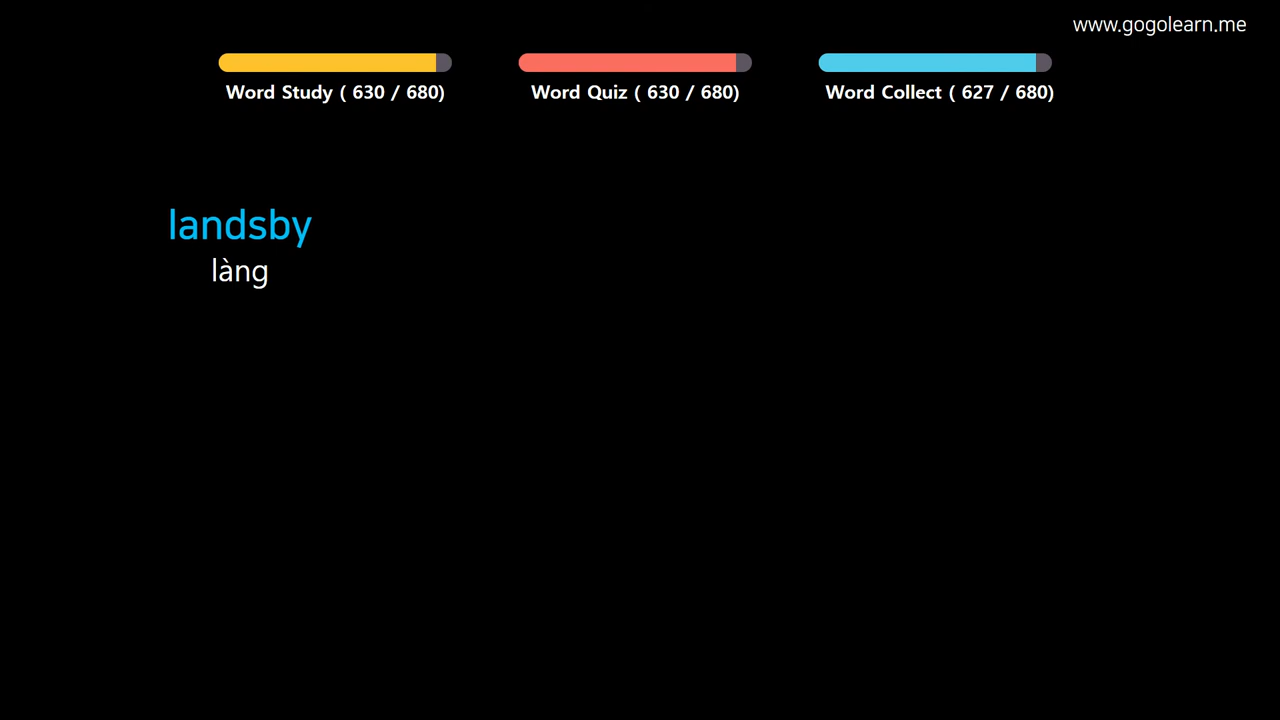 www.gogolearn.me
Word Study ( 630 / 680)
Word Quiz ( 630 / 680)
Word Collect ( 627 / 680)
landsby
làng